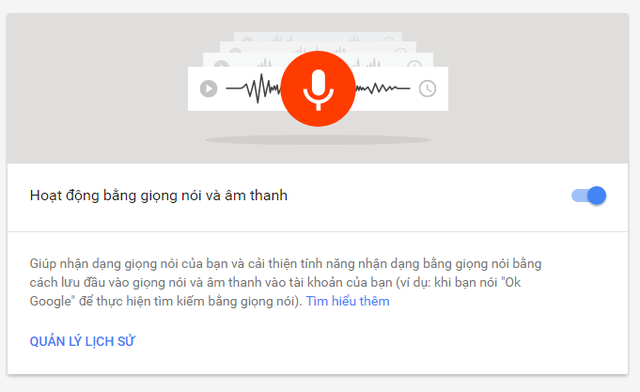 Hoạt động bằng giọng nói và âm thanh
Giúp nhận dạng giọng nói của bạn và cải thiện tính năng nhận dạng bằng giọng nói bằng
cách lưu đầu vào giọng nói và âm thanh vào tài khoản của bạn (ví dụ: khi bạn nói "Ok
Google" để thực hiện tìm kiếm bằng giọng nói). Tìm hiểu thêm
QUẢN LÝ LỊCH SỬ